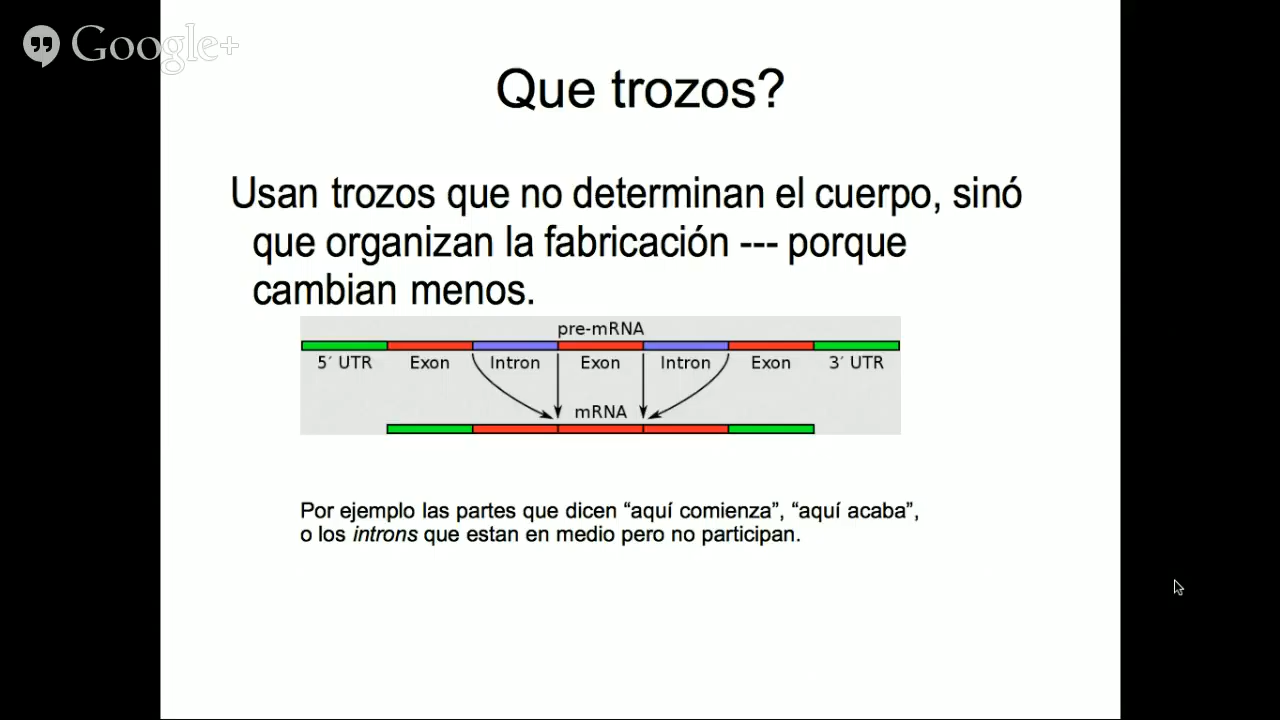 Google+
Que trozos?
Usan trozos que no determinan el cuerpo, sinó
que organizan la fabricación --- porque
cambian menos.
pre-mRNA
5´ UTR Exon Intron Exon Intron Exon 3´ UTR
mRNA
Por ejemplo las partes que dicen “aquí comienza”, “aquí acaba”,
o los introns que estan en medio pero no participan.